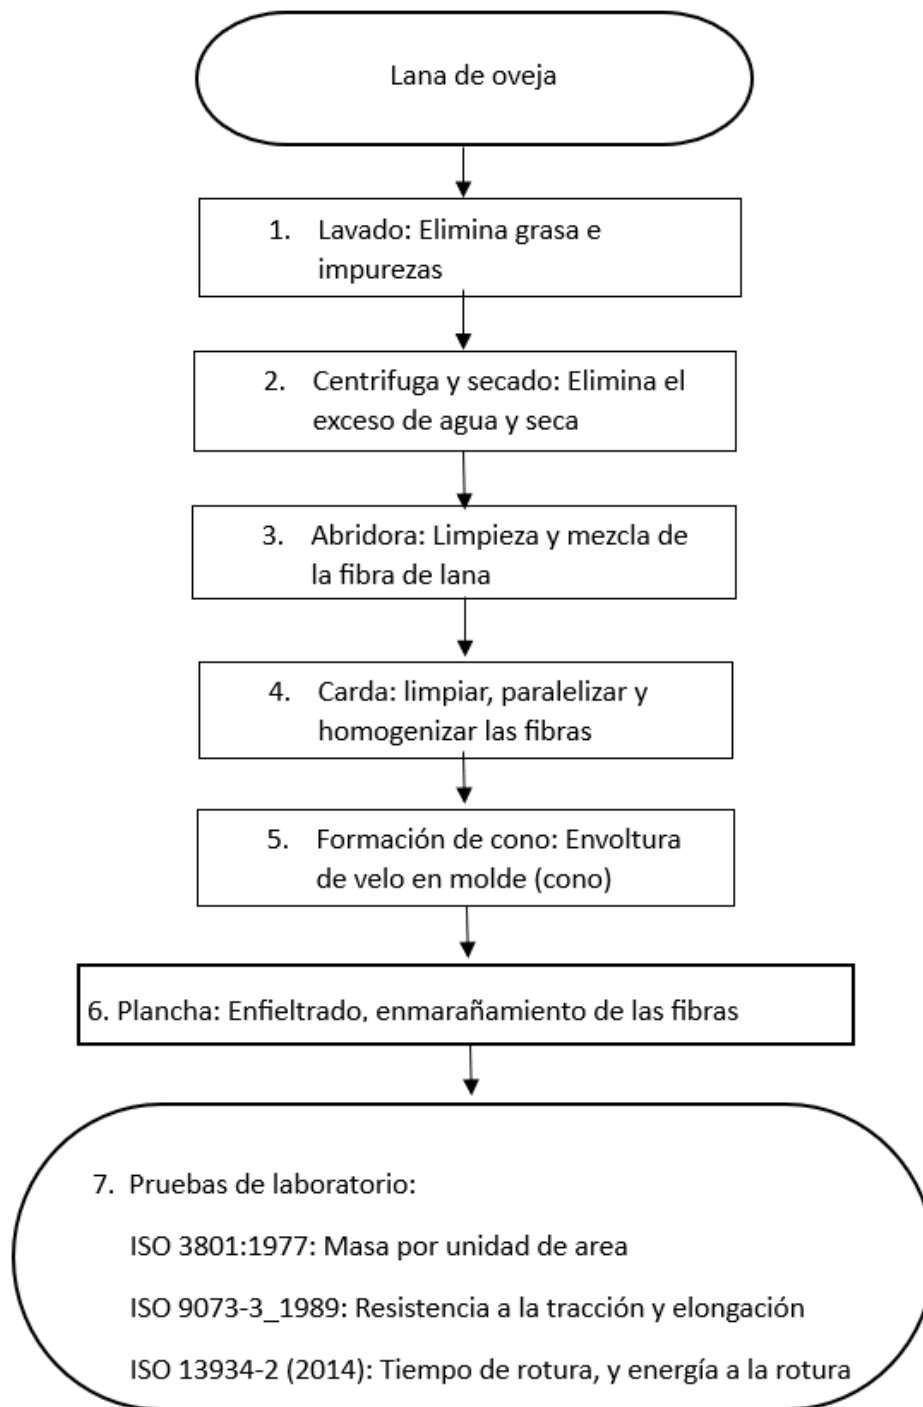 Lana de oveja
1. Lavado: Elimina grasa e
impurezas
2. Centrifuga y secado: Elimina el
exceso de agua y seca
3. Abridora: Limpieza y mezcla de
la fibra de lana
4. Carda: limpiar, paralelizar y
homogenizar las fibras
5. Formación de cono: Envoltura
de velo en molde (cono)
6. Plancha: Enfieltrado, enmarañamiento de las fibras
7. Pruebas de laboratorio:
ISO 3801:1977: Masa por unidad de area
ISO 9073-3_1989: Resistencia a la tracción y elongación
ISO 13934-2 (2014): Tiempo de rotura, y energía a la rotura